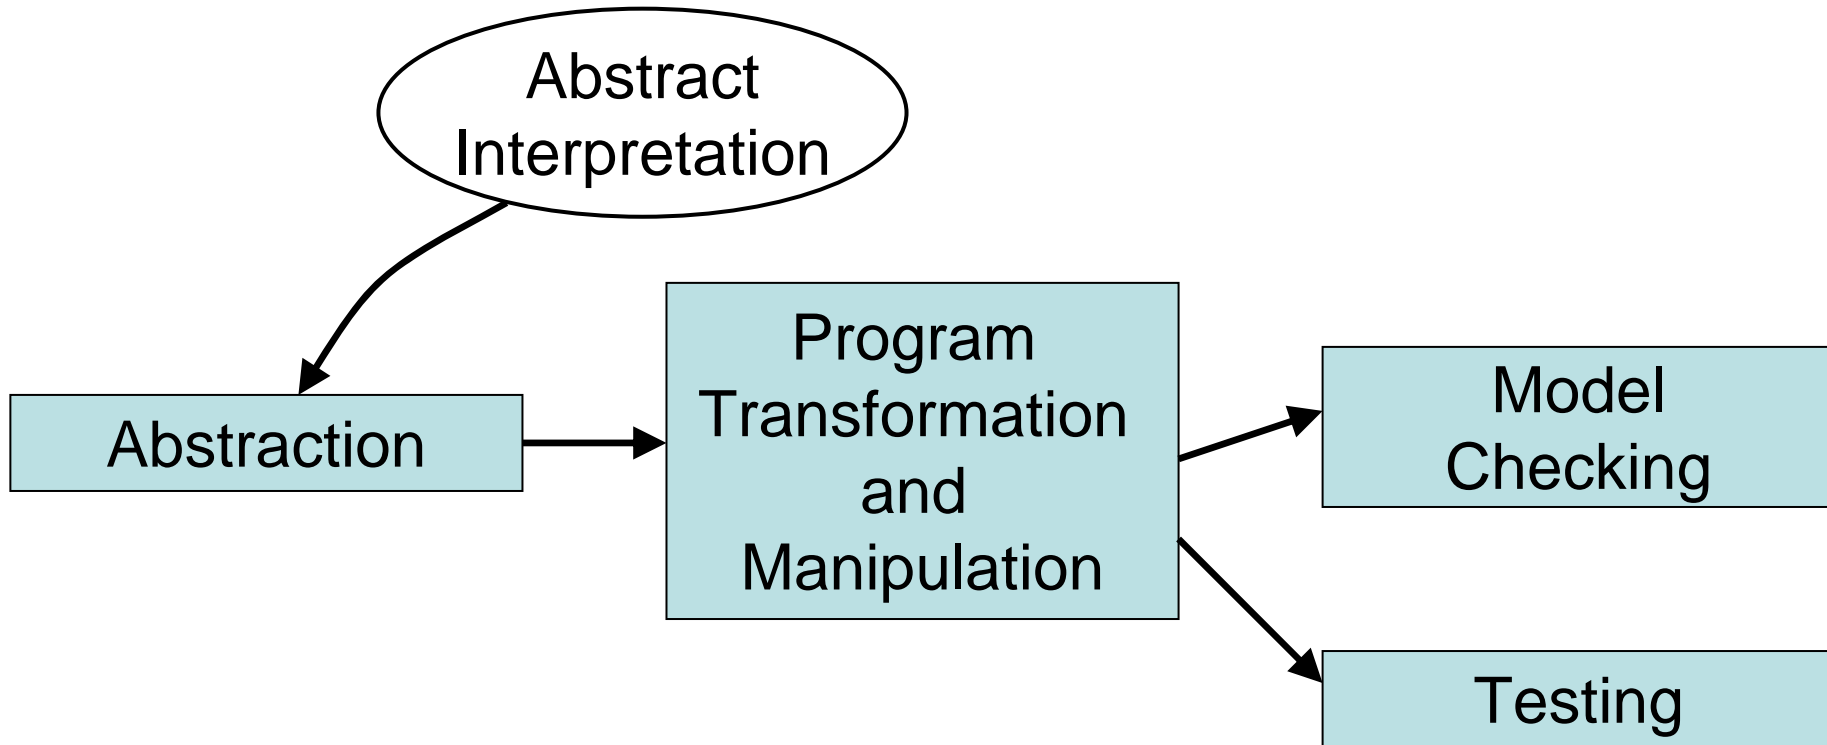 Abstract
Interpretation
Abstraction
Program
Transformation
and
Manipulation
Model
Checking
Testing